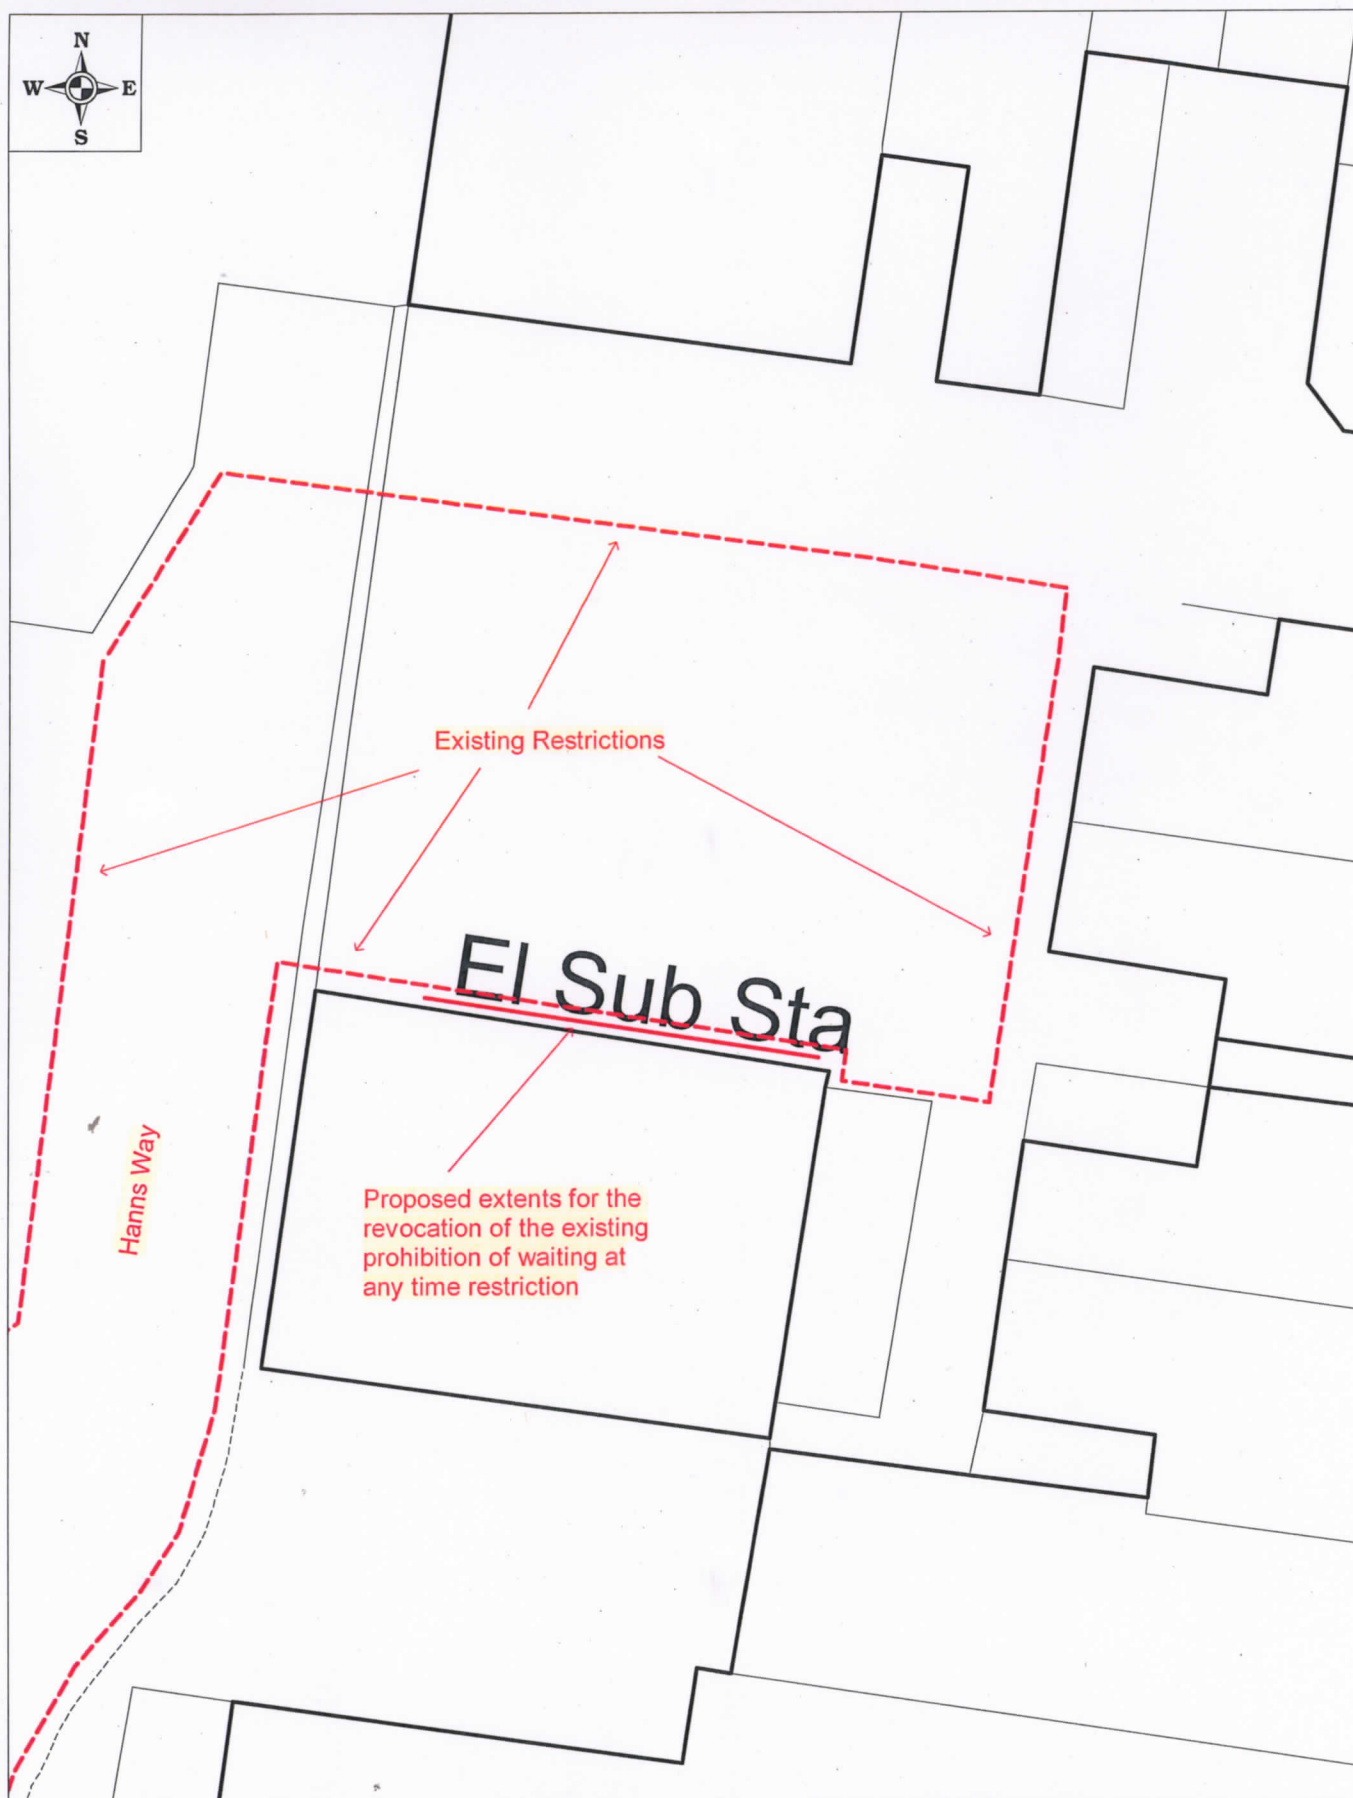 N
W E
S
Existing Restrictions
El Sub Sta
Hanns Way
Proposed extents for the
revocation of the existing
prohibition of waiting at
any time restriction